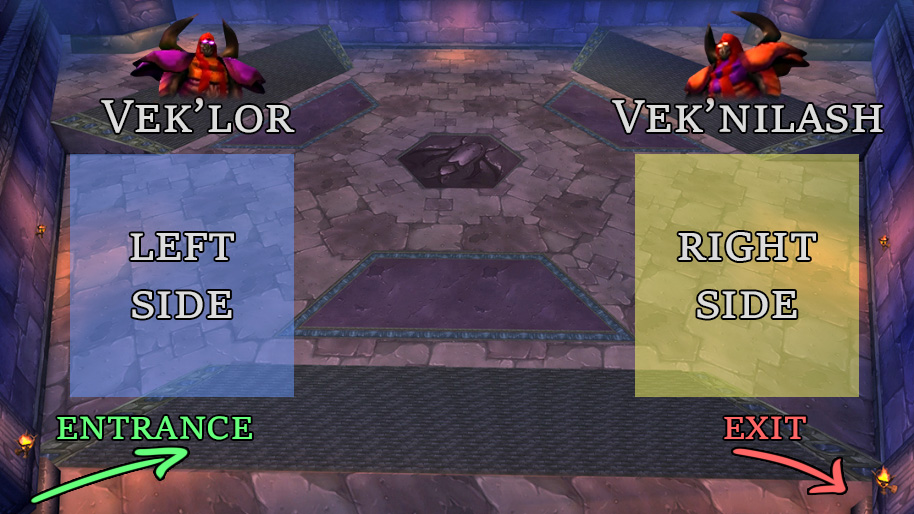 VEK'LOR
VEK'NILASH
LEFT
SIDE
RIGHT
SIDE
ENTRANCE
EXIT